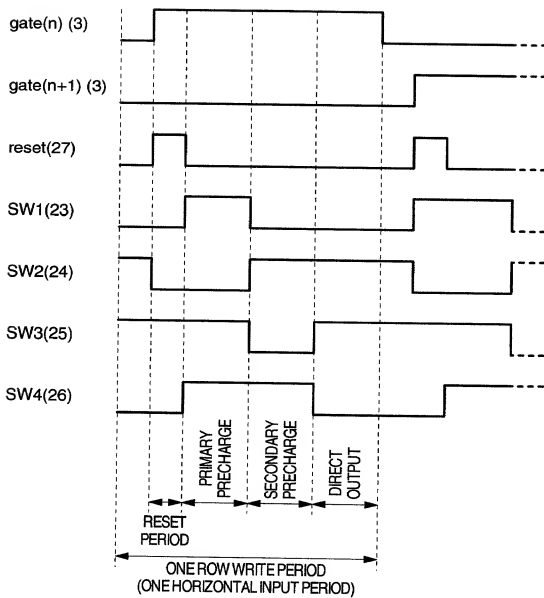 gate(n) (3)
gate(n+1) (3)
reset(27)
SW1(23)
SW2(24)
SW3(25)
SW4(26)
PRIMARY
PRECHARGE
SECONDARY
PRECHARGE
DIRECT
OUTPUT
RESET
PERIOD
ONE ROW WRITE PERIOD
(ONE HORIZONTAL INPUT PERIOD)